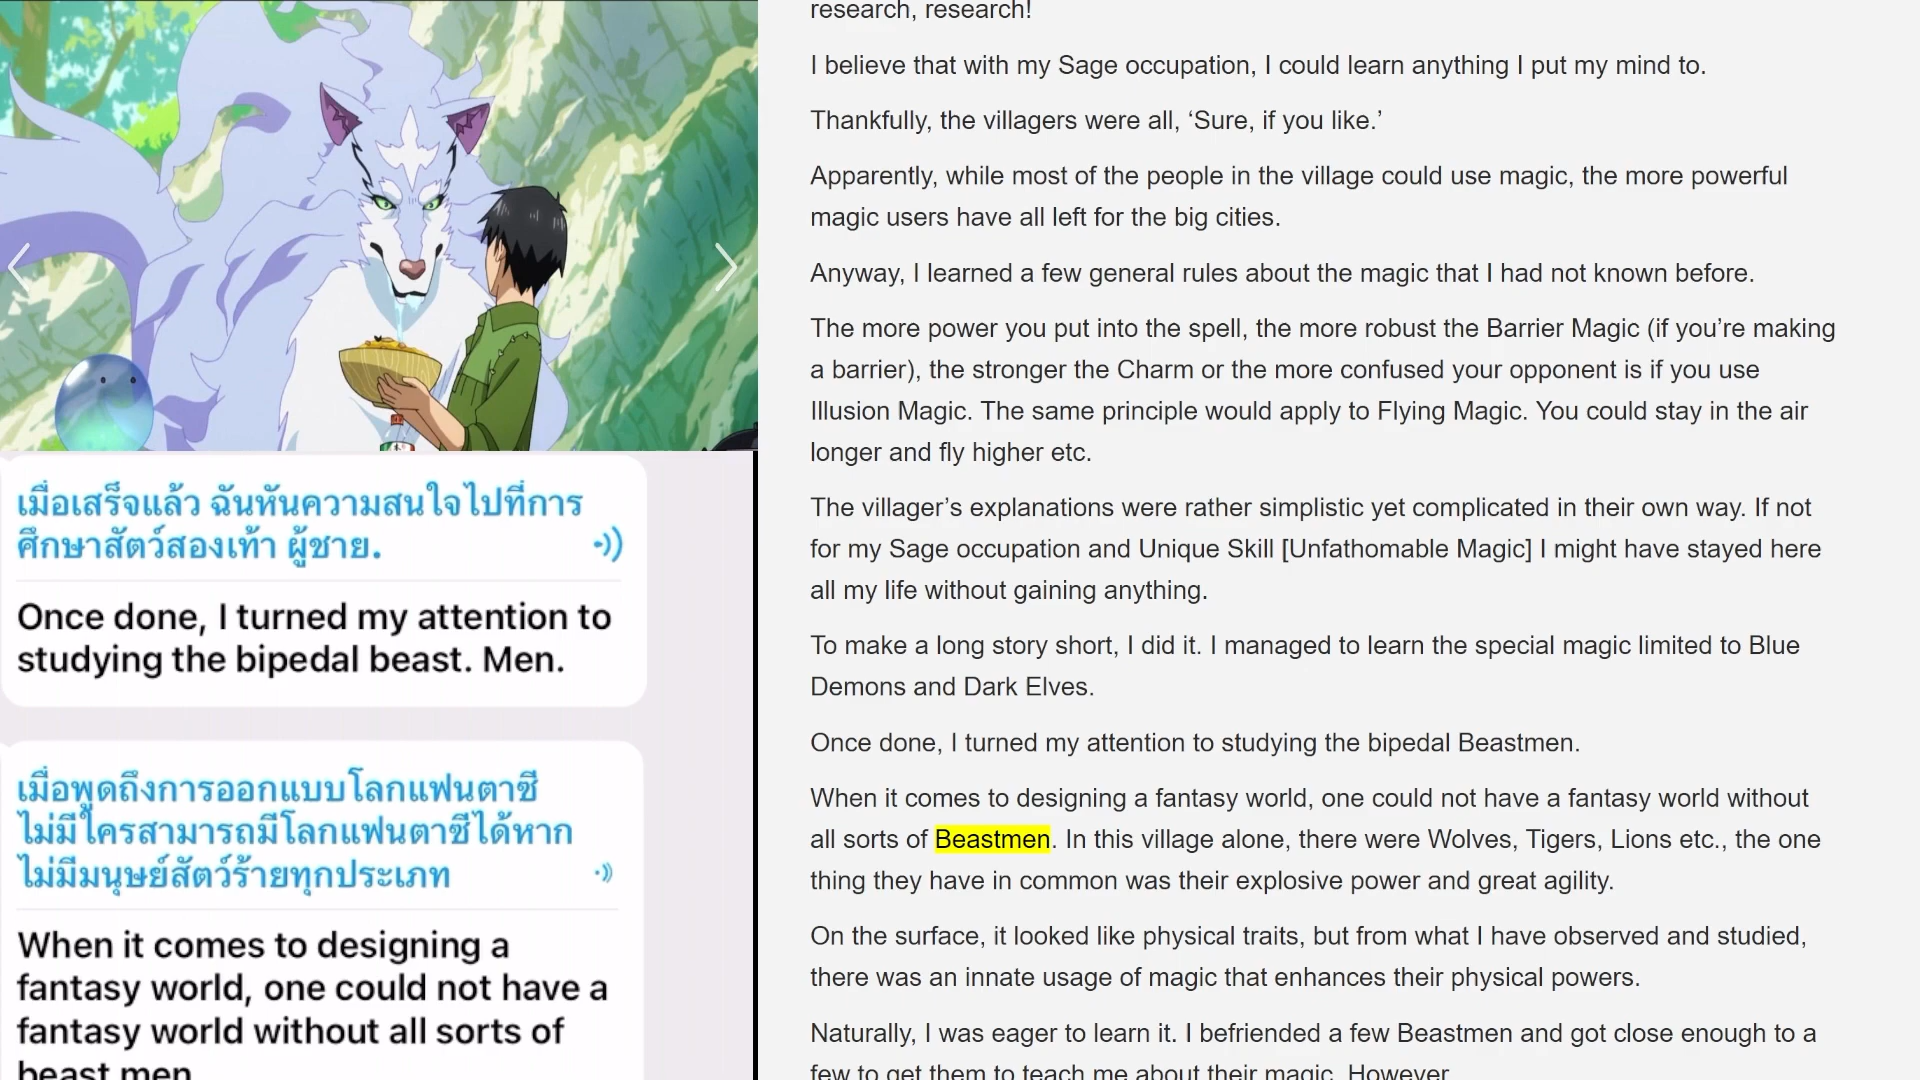 เมื่อเสร็จแล้ว ฉันหันความสนใจไปที่การ
ศึกษาสัตว์สองเท้า ผู้ชาย.
Once done, I turned my attention to
studying the bipedal beast. Men.
เมื่อพูดถึงการออกแบบโลกแฟนตาซี
ไม่มีใครสามารถมีโลกแฟนตาซีได้หาก
ไม่มีมนุษย์สัตว์ร้ายทุกประเภท
When it comes to designing a
fantasy world, one could not have a
fantasy world without all sorts of
beast men
research, research!
I believe that with my Sage occupation, I could learn anything I put my mind to.
Thankfully, the villagers were all, ‘Sure, if you like.’
Apparently, while most of the people in the village could use magic, the more powerful
magic users have all left for the big cities.
Anyway, I learned a few general rules about the magic that I had not known before.
The more power you put into the spell, the more robust the Barrier Magic (if you’re making
a barrier), the stronger the Charm or the more confused your opponent is if you use
Illusion Magic. The same principle would apply to Flying Magic. You could stay in the air
longer and fly higher etc.
The villager’s explanations were rather simplistic yet complicated in their own way. If not
for my Sage occupation and Unique Skill [Unfathomable Magic] I might have stayed here
all my life without gaining anything.
To make a long story short, I did it. I managed to learn the special magic limited to Blue
Demons and Dark Elves.
Once done, I turned my attention to studying the bipedal Beastmen.
When it comes to designing a fantasy world, one could not have a fantasy world without
all sorts of Beastmen. In this village alone, there were Wolves, Tigers, Lions etc., the one
thing they have in common was their explosive power and great agility.
On the surface, it looked like physical traits, but from what I have observed and studied,
there was an innate usage of magic that enhances their physical powers.
Naturally, I was eager to learn it. I befriended a few Beastmen and got close enough to a
few to get them to teach me about their magic. However